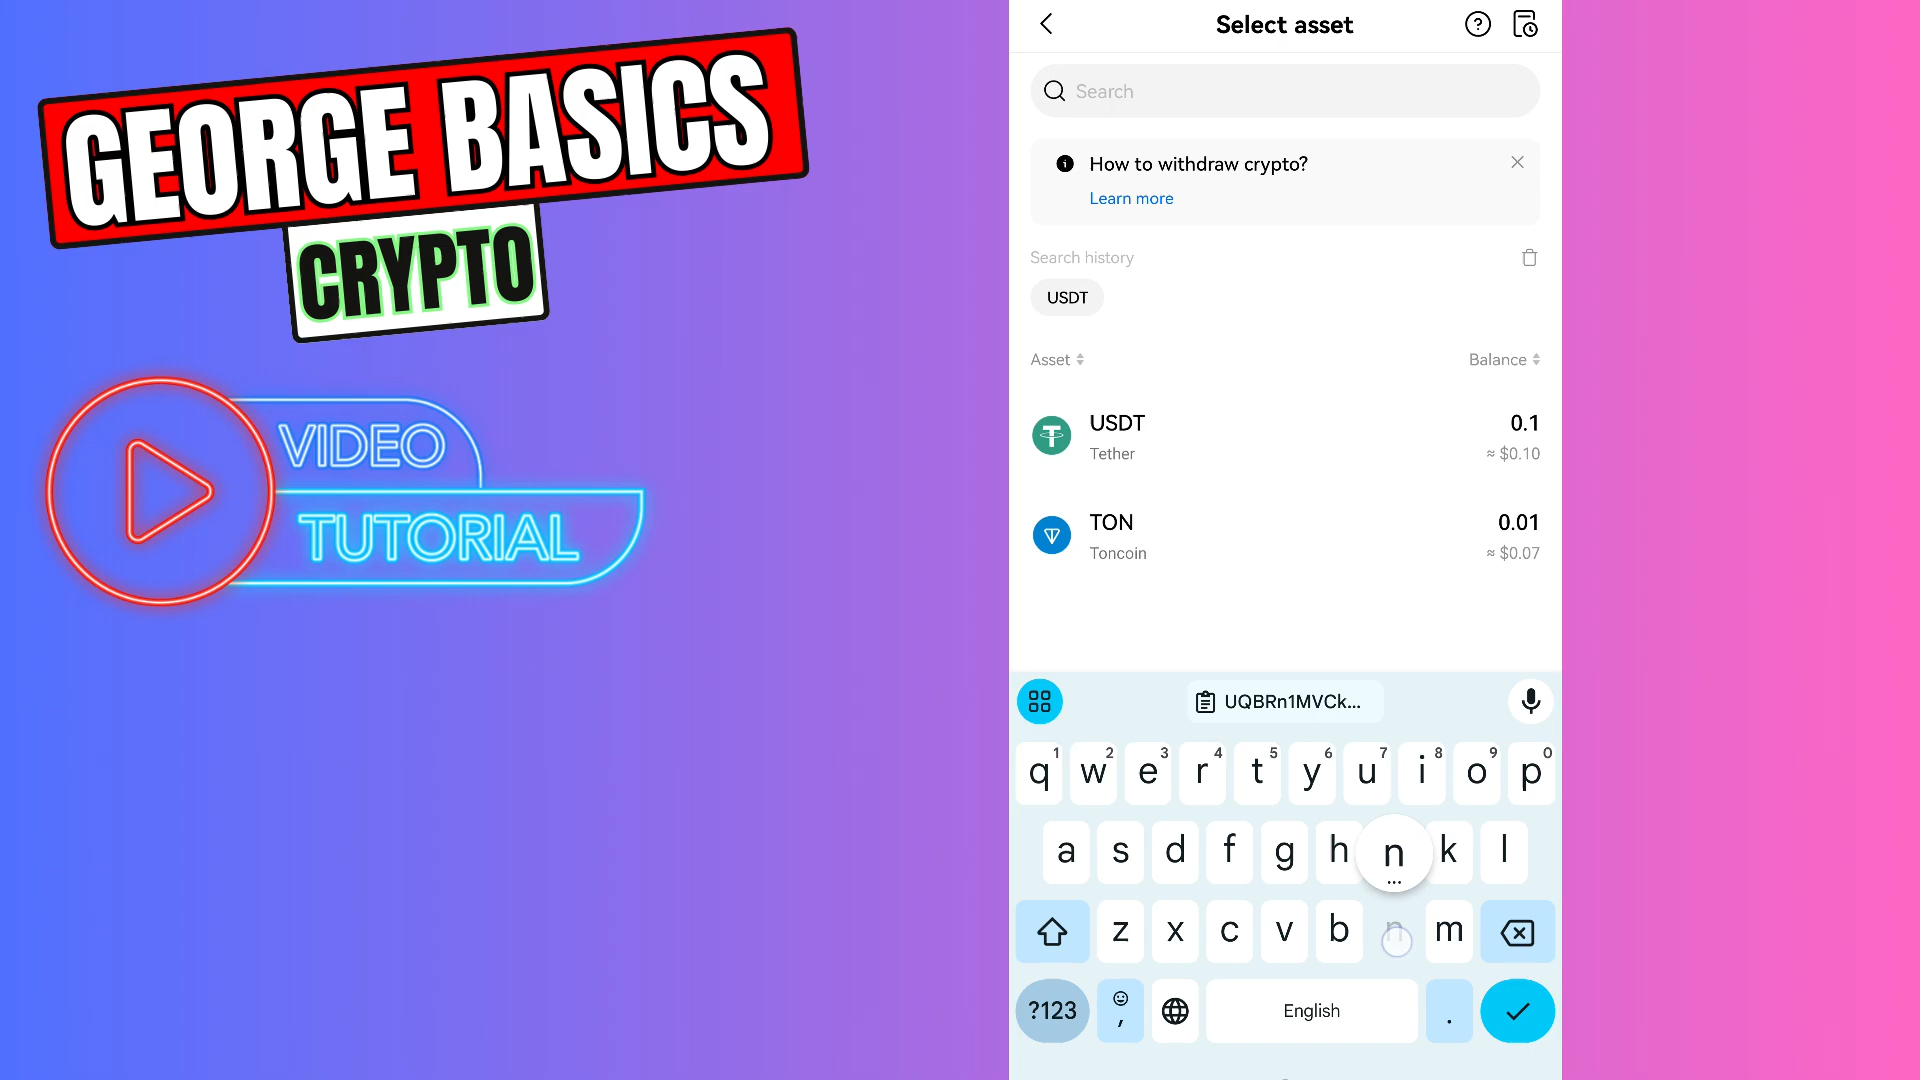 GEORGE BASICS
CRYPTO
VIDEO
TUTORIAL
Select asset
Search
How to withdraw crypto?
Learn more
Search history
USDT
Asset Balance
USDT 0.1
Tether ≈ $0.10
TON 0.01
Toncoin ≈ $0.07
UQBRn1MVCk...
1 2 3 4 5 6 7 8 9 0
q w e r t y u i o p
a s d f g h n k l
...
z x c v b n m
?123 , English .